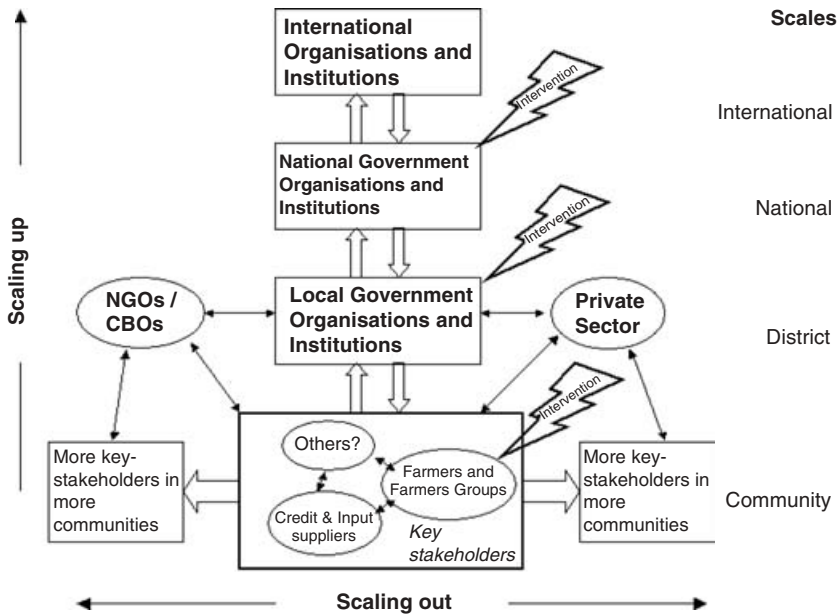 Scales
International
Organisations and
Institutions
Intervention
International
National Government
Organisations and
Institutions
National
Intervention
Scaling up
NGOs /
CBOs
Local Government
Organisations and
Institutions
Private
Sector
District
Intervention
More key-
stakeholders in
more
communities
Others?
Farmers and
Farmers Groups
Credit & Input
suppliers
Key
stakeholders
More key-
stakeholders in
more
communities
Community
Scaling out